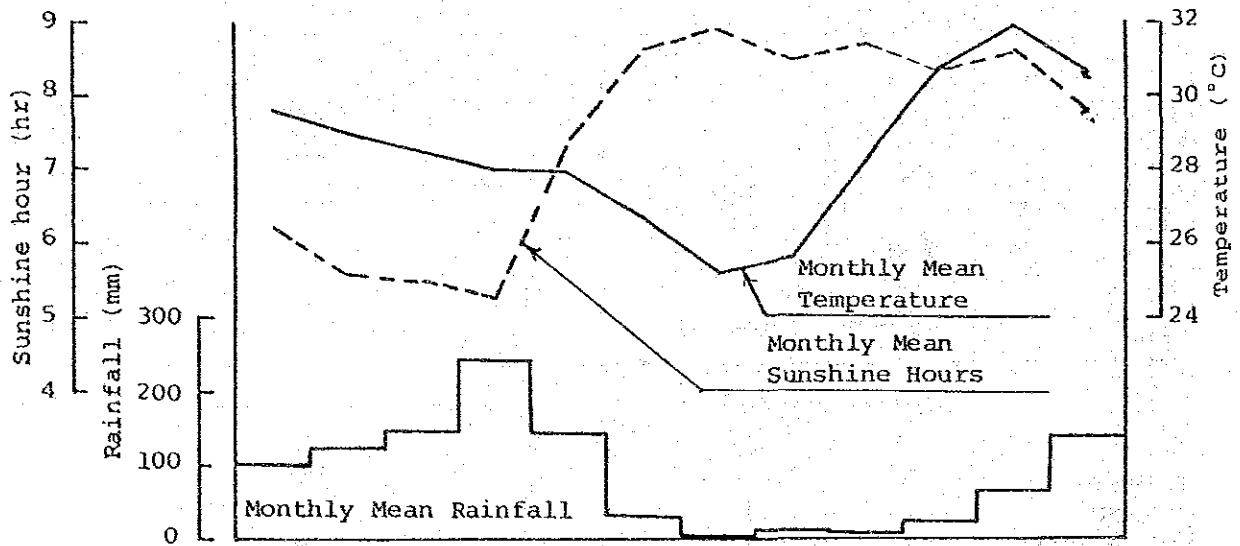 Sunshine hour (hr)
9
8
7
6
5
4
Rainfall (mm)
300
200
100
0
Temperature (°C)
32
30
28
26
24
Monthly Mean
Temperature
Monthly Mean
Sunshine Hours
Monthly Mean Rainfall